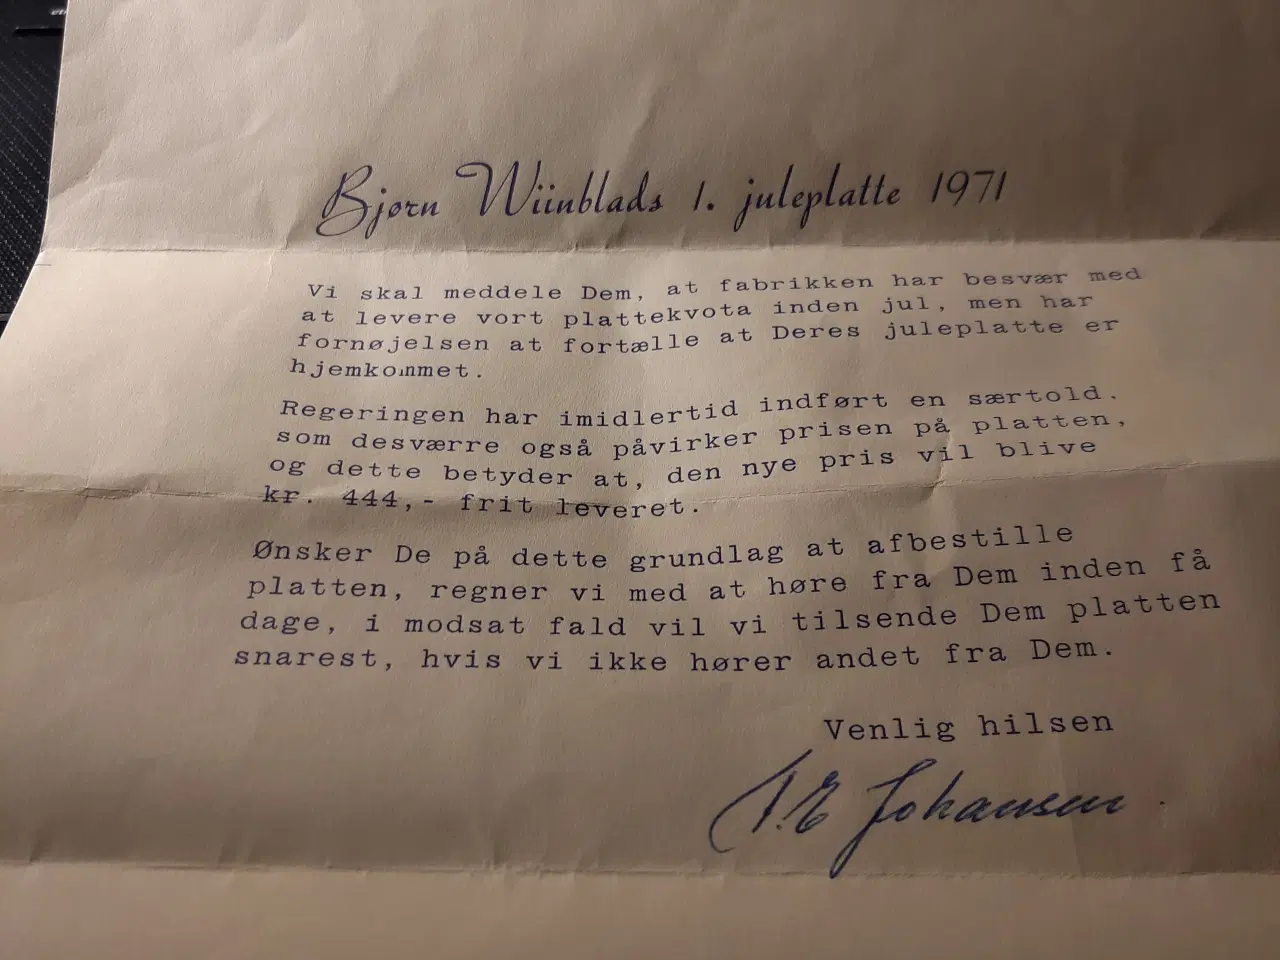 Bjørn Wiinblads 1. juleplatte 1971
Vi skal meddele Dem, at fabrikken har besvær med
at levere vort plattekvota inden jul, men har
fornøjelsen at fortælle at Deres juleplatte er
hjemkommet.
Regeringen har imidlertid indført en særtold.
som desværre også påvirker prisen på platten,
og dette betyder at, den nye pris vil blive
kr. 444,- frit leveret.
Ønsker De på dette grundlag at afbestille
platten, regner vi med at høre fra Dem inden få
dage, i modsat fald vil vi tilsende Dem platten
snarest, hvis vi ikke hører andet fra Dem.
Venlig hilsen
Johansen